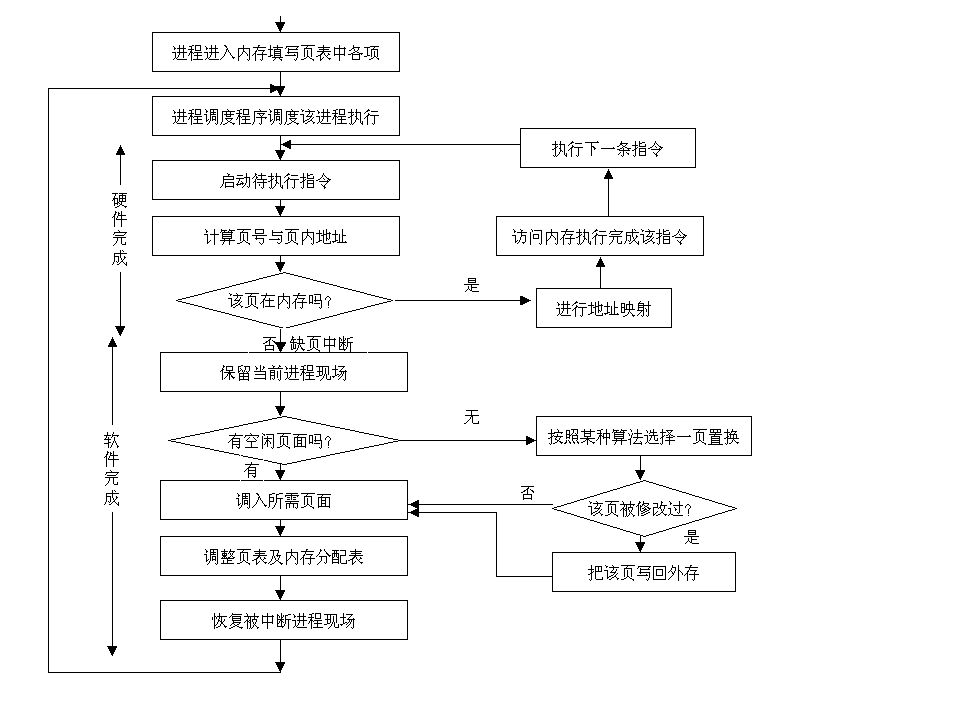 进程进入内存填写页表中各项
进程调度程序调度该进程执行
执行下一条指令
启动待执行指令
硬件完成
计算页号与页内地址
访问内存执行完成该指令
该页在内存吗?
是
进行地址映射
否 缺页中断
保留当前进程现场
无
有空闲页面吗?
按照某种算法选择一页置换
软件完成
有
调入所需页面
否
该页被修改过?
是
调整页表及内存分配表
把该页写回外存
恢复被中断进程现场